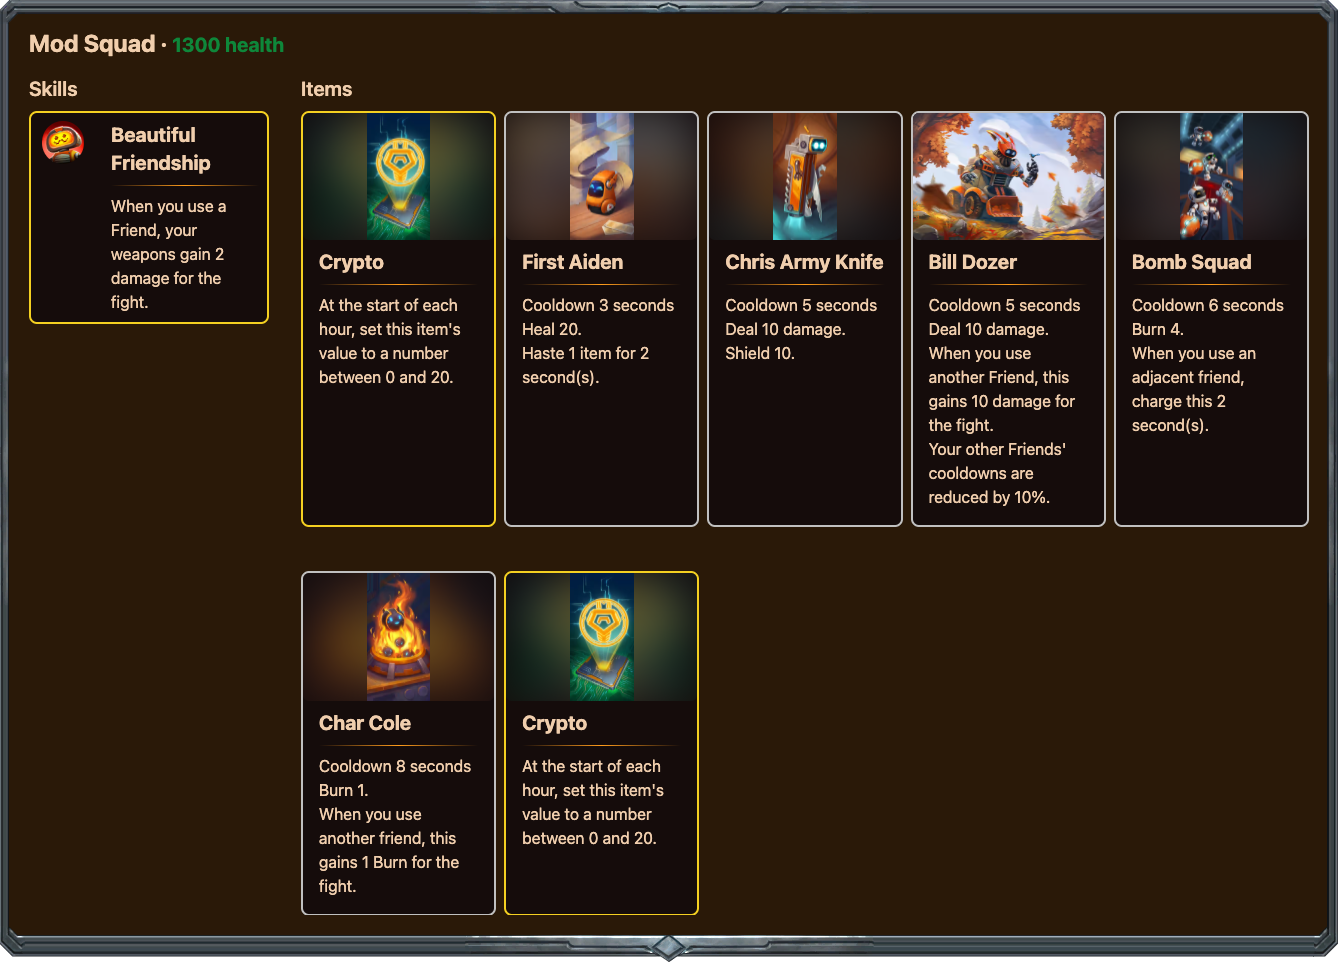 Mod Squad · 1300 health
Skills
Beautiful
Friendship
When you use a
Friend, your
weapons gain 2
damage for the
fight.
Items
Crypto
At the start of each
hour, set this item's
value to a number
between 0 and 20.
First Aiden
Cooldown 3 seconds
Heal 20.
Haste 1 item for 2
second(s).
Chris Army Knife
Cooldown 5 seconds
Deal 10 damage.
Shield 10.
Bill Dozer
Cooldown 5 seconds
Deal 10 damage.
When you use
another Friend, this
gains 10 damage for
the fight.
Your other Friends'
cooldowns are
reduced by 10%.
Bomb Squad
Cooldown 6 seconds
Burn 4.
When you use an
adjacent friend,
charge this 2
second(s).
Char Cole
Cooldown 8 seconds
Burn 1.
When you use
another friend, this
gains 1 Burn for the
fight.
Crypto
At the start of each
hour, set this item's
value to a number
between 0 and 20.